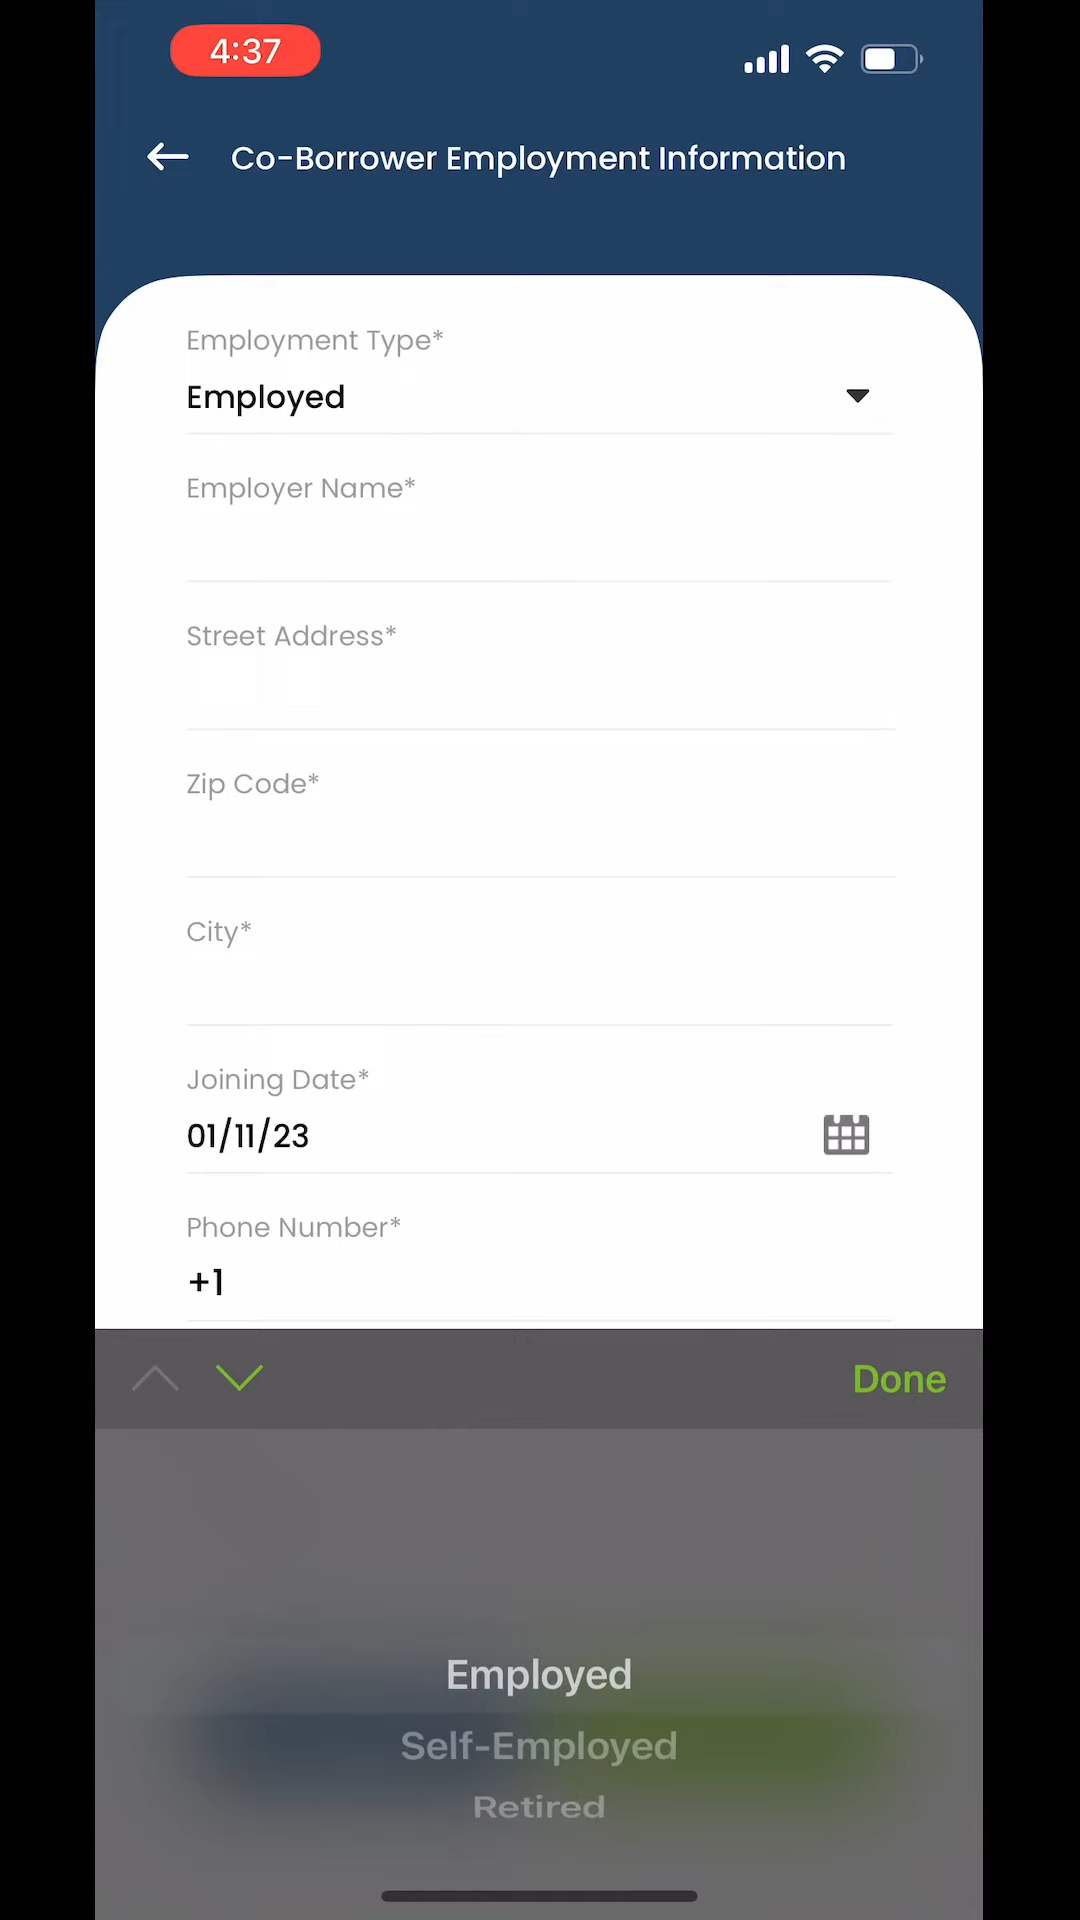 4:37
Co-Borrower Employment Information
Employment Type*
Employed
Employer Name*
Street Address*
Zip Code*
City*
Joining Date*
01/11/23
Phone Number*
+1
Done
Employed
Self-Employed
Retired